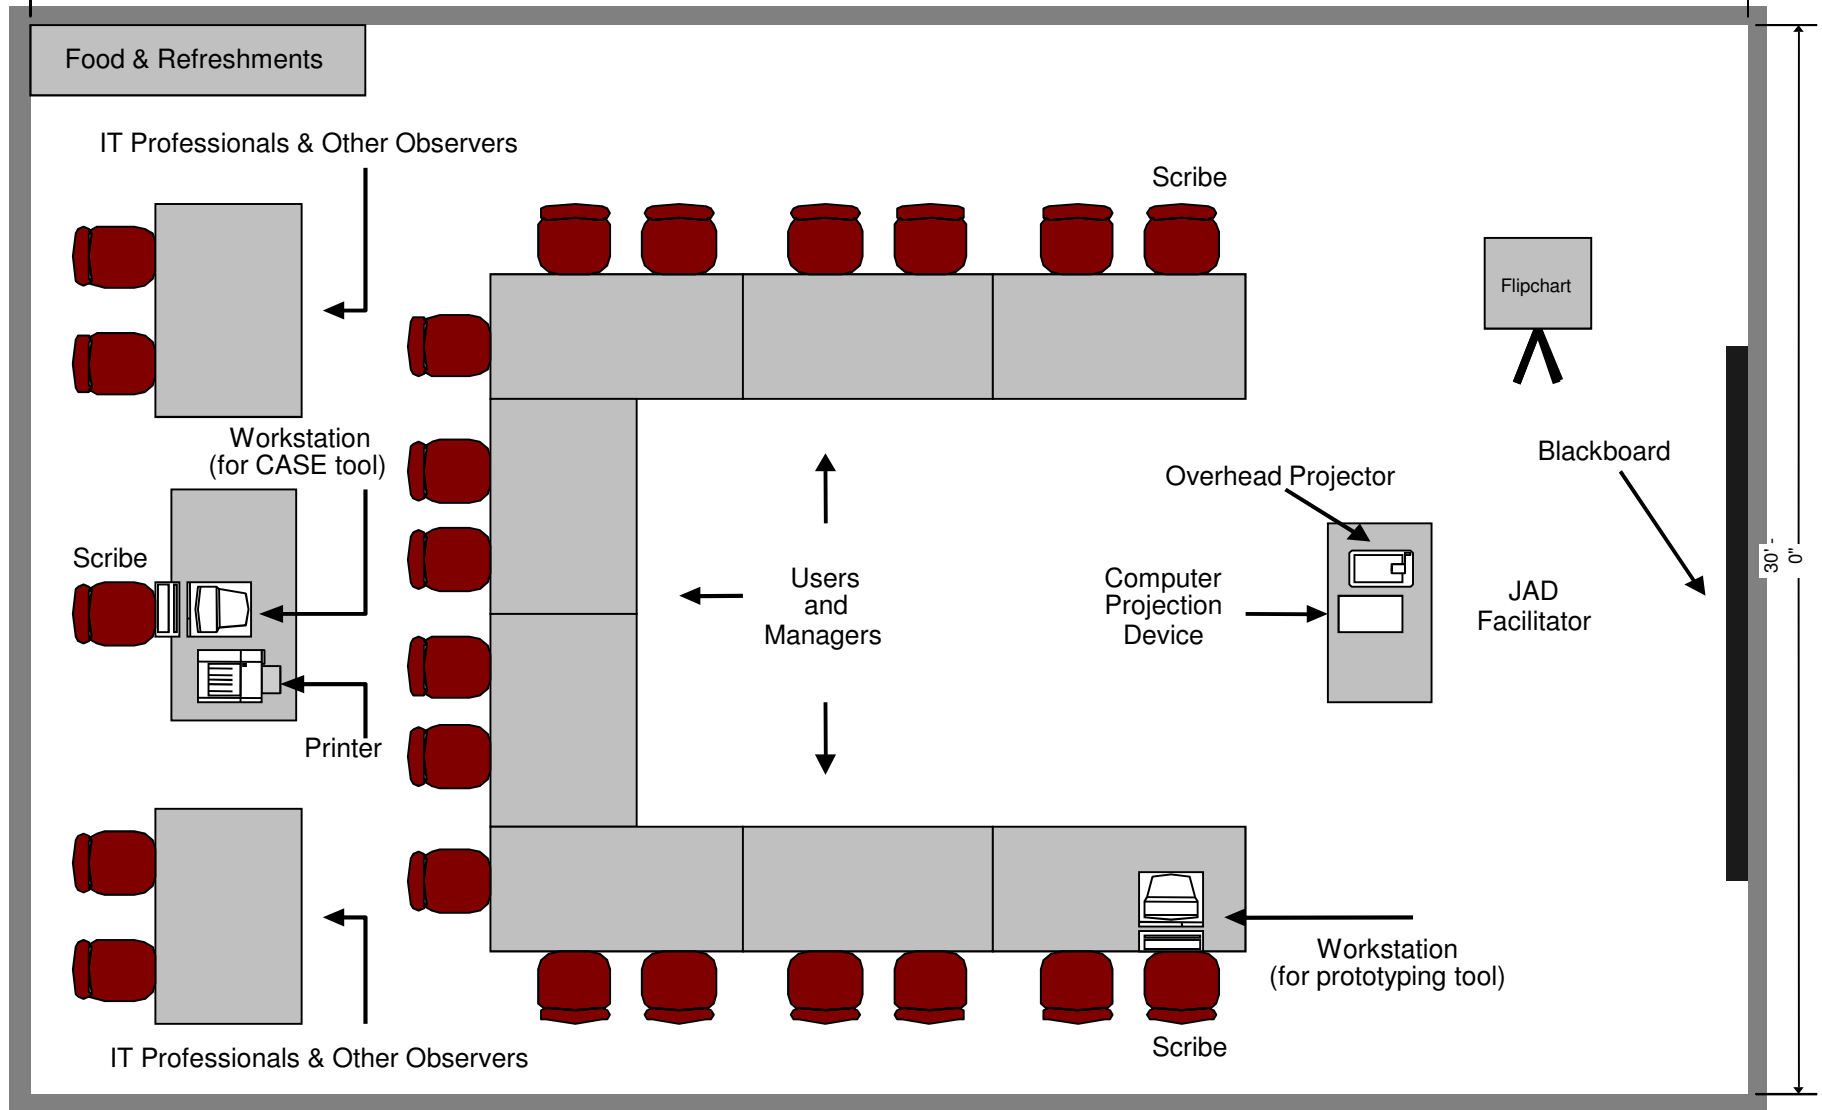 Food & Refreshments
IT Professionals & Other Observers
Scribe
Flipchart
Workstation
(for CASE tool)
Blackboard
Overhead Projector
Scribe
Users
and
Managers
Computer
Projection
Device
JAD
Facilitator
30' -
0"
Printer
Workstation
(for prototyping tool)
IT Professionals & Other Observers
Scribe